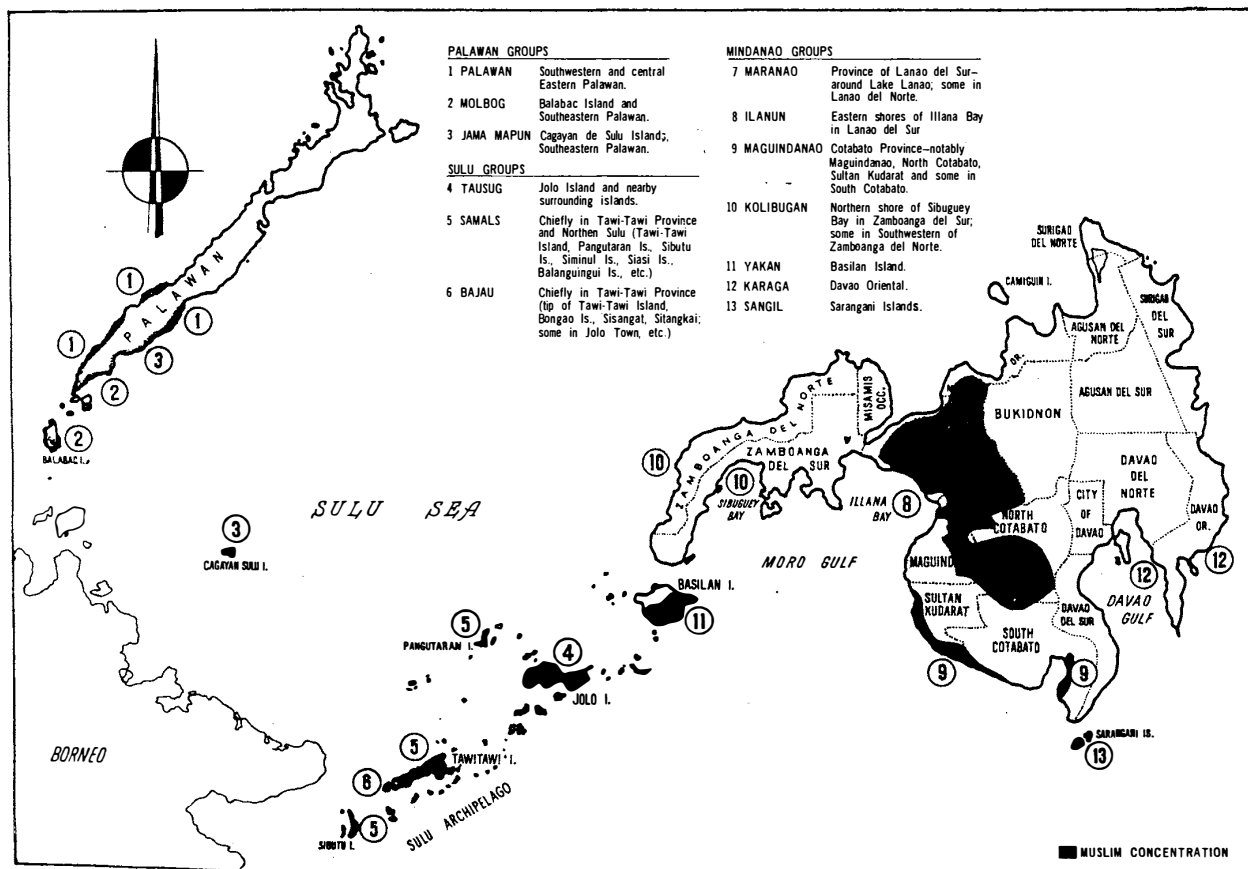 PALAWAN GROUPS
1 PALAWAN Southwestern and central
Eastern Palawan.
2 MOLBOG Balabac Island and
Southeastern Palawan.
3 JAMA MAPUN Cagayan de Sulu Island;
Southeastern Palawan.
SULU GROUPS
4 TAUSUG Jolo Island and nearby
surrounding islands.
5 SAMALS Chiefly in Tawi-Tawi Province
and Northen Sulu (Tawi-Tawi
Island, Pangutaran Is., Sibutu
Is., Siminul Is., Siasi Is.,
Balanguingui Is., etc.)
6 BAJAU Chiefly in Tawi-Tawi Province
(tip of Tawi-Tawi Island,
Bongao Is., Sisangat, Sitangkai;
some in Jolo Town, etc.)
MINDANAO GROUPS
7 MARANAO Province of Lanao del Sur–
around Lake Lanao; some in
Lanao del Norte.
8 ILANUN Eastern shores of Illana Bay
in Lanao del Sur
9 MAGUINDANAO Cotabato Province–notably
Maguindanao, North Cotabato,
Sultan Kudarat and some in
South Cotabato.
10 KOLIBUGAN Northern shore of Sibuguey
Bay in Zamboanga del Sur;
some in Southwestern of
Zamboanga del Norte.
11 YAKAN Basilan Island.
12 KARAGA Davao Oriental.
13 SANGIL Sarangani Islands.
PALAWAN
1
1
1
3
2
2
BALABAC I.
3
CAGAYAN SULU I.
SULU SEA
BORNEO
5
PANGUTARAN I.
4
JOLO I.
5
TAWITAWI I.
6
5
SIBUTU I.
SULU ARCHIPELAGO
BASILAN I.
11
10
ZAMBOANGA DEL NORTE
MISAMIS
OCC.
ZAMBOANGA
DEL SUR
10
SIBUGUEY
BAY
ILLANA
BAY
8
MORO GULF
SURIGAO
DEL NORTE
CAMIGUIN I.
SURIGAO
DEL
SUR
AGUSAN DEL
NORTE
OR.
AGUSAN DEL SUR
BUKIDNON
DAVAO
DEL
NORTE
CITY
OF
DAVAO
DAVAO
OR.
NORTH
COTABATO
MAGUIND
SULTAN
KUDARAT
SOUTH
COTABATO
DAVAO
DEL SUR
12
12
DAVAO
GULF
9
9
SARANGANI IS.
13
MUSLIM CONCENTRATION